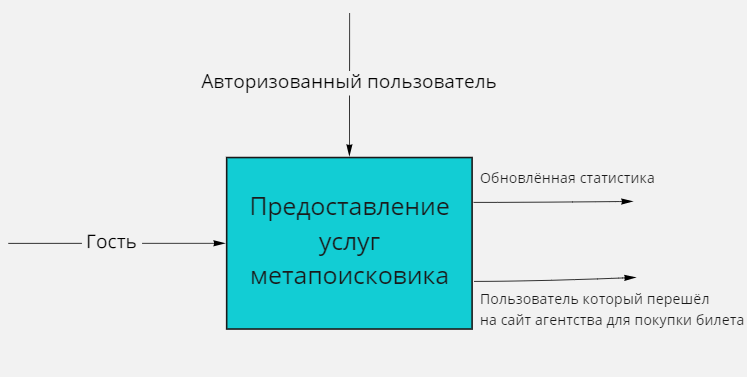 Авторизованный пользователь
Обновлённая статистика
Предоставление
услуг
метапоисковика
Гость
Пользователь который перешёл
на сайт агентства для покупки билета